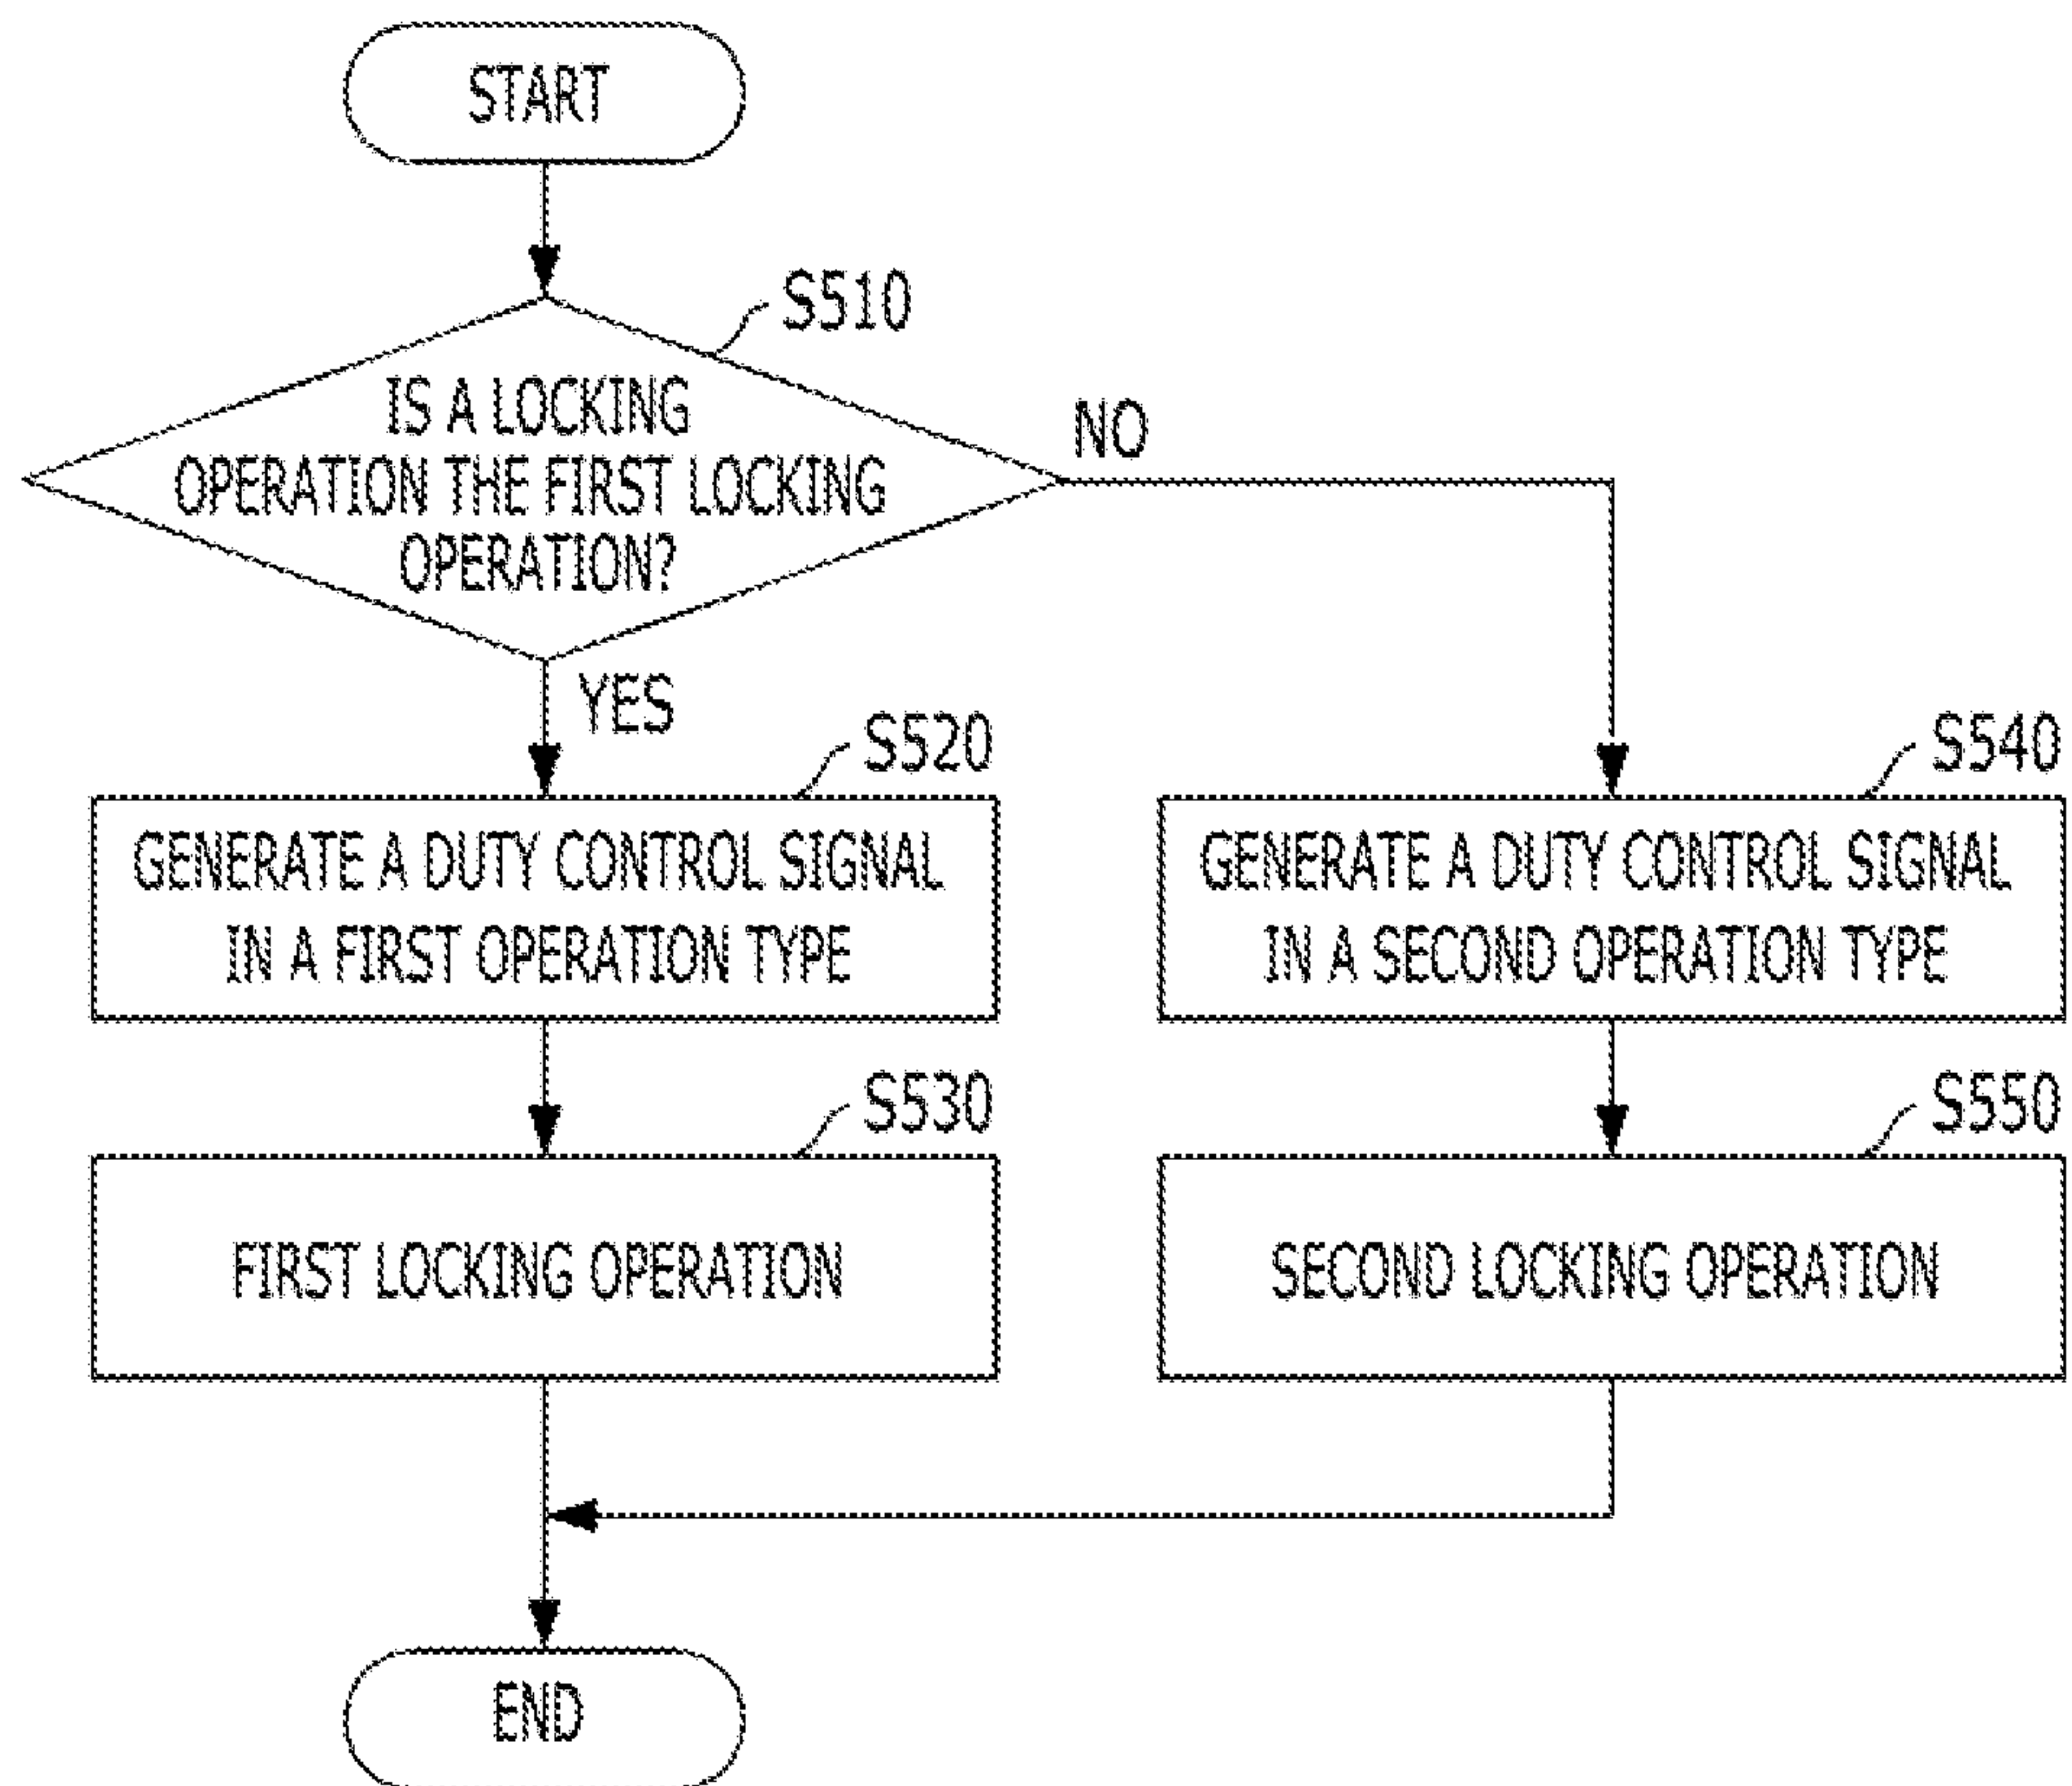 START
S510
IS A LOCKING
OPERATION THE FIRST LOCKING
OPERATION?
NO
YES
S520
GENERATE A DUTY CONTROL SIGNAL
IN A FIRST OPERATION TYPE
S540
GENERATE A DUTY CONTROL SIGNAL
IN A SECOND OPERATION TYPE
S530
FIRST LOCKING OPERATION
S550
SECOND LOCKING OPERATION
END